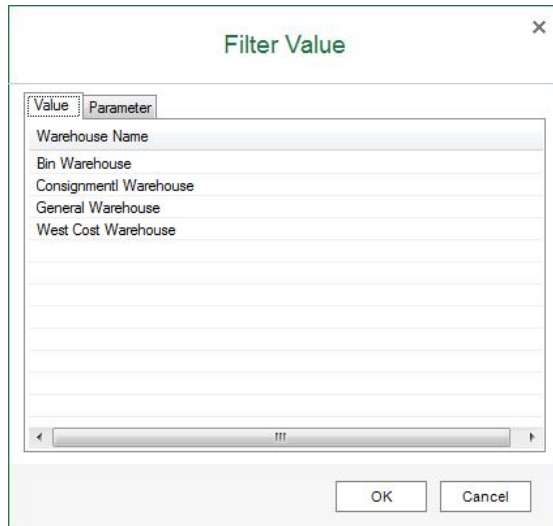 Filter Value
Value Parameter
Warehouse Name
Bin Warehouse
Consignmentl Warehouse
General Warehouse
West Cost Warehouse
OK Cancel